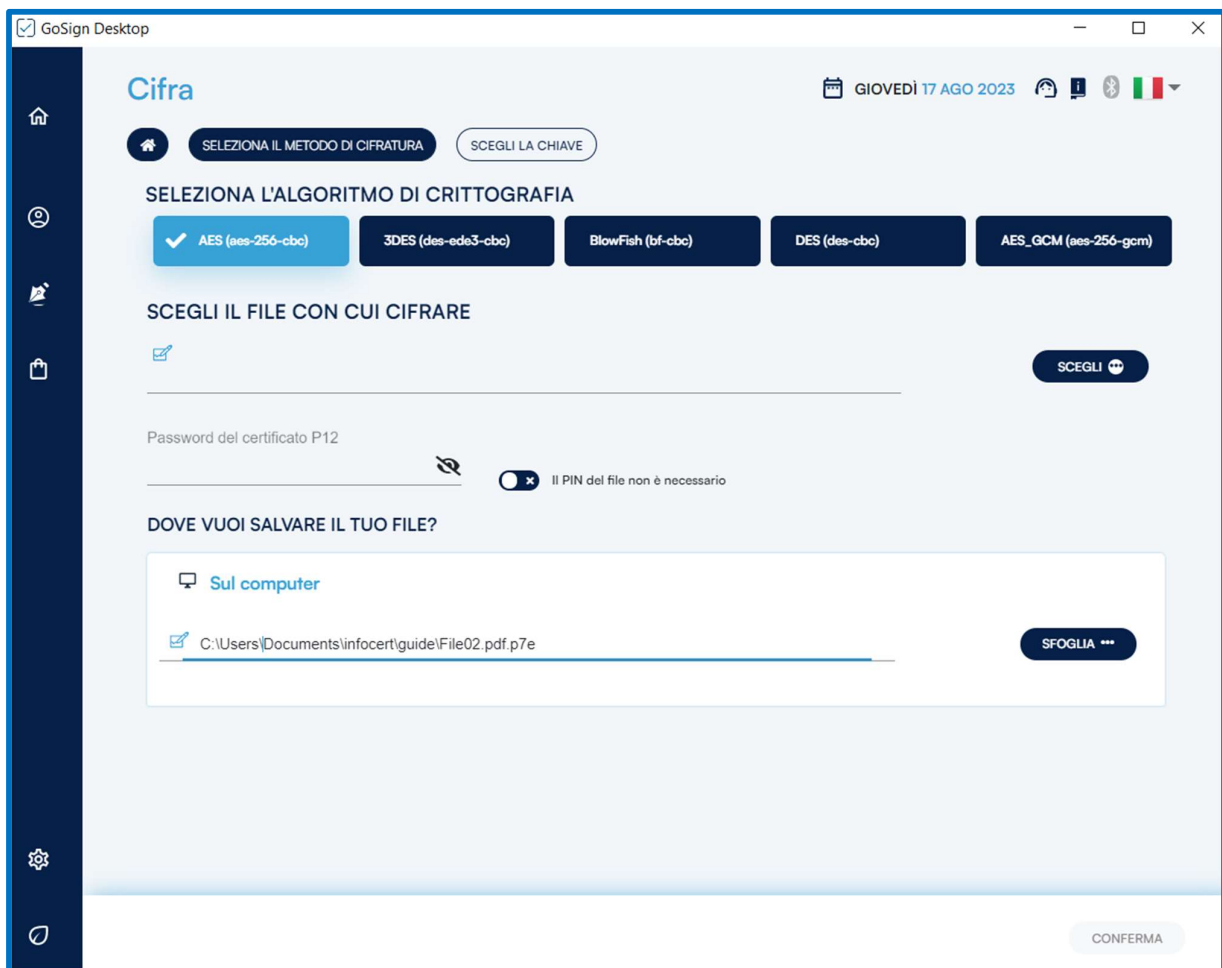 GoSign Desktop
Cifra
GIOVEDÌ 17 AGO 2023
SELEZIONA IL METODO DI CIFRATURA
SCEGLI LA CHIAVE
SELEZIONA L'ALGORITMO DI CRITTOGRAFIA
AES (aes-256-cbc)
3DES (des-ede3-cbc)
BlowFish (bf-cbc)
DES (des-cbc)
AES_GCM (aes-256-gcm)
SCEGLI IL FILE CON CUI CIFRARE
SCEGLI
Password del certificato P12
Il PIN del file non è necessario
DOVE VUOI SALVARE IL TUO FILE?
Sul computer
C:\Users\Documents\infocert\guide\File02.pdf.p7e
SFOGLIA
CONFERMA